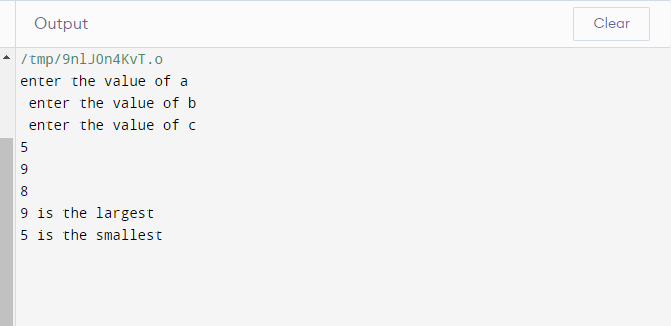 Output
Clear
/tmp/9nlJ0n4KvT.o
enter the value of a
enter the value of b
enter the value of c
5
9
8
9 is the largest
5 is the smallest